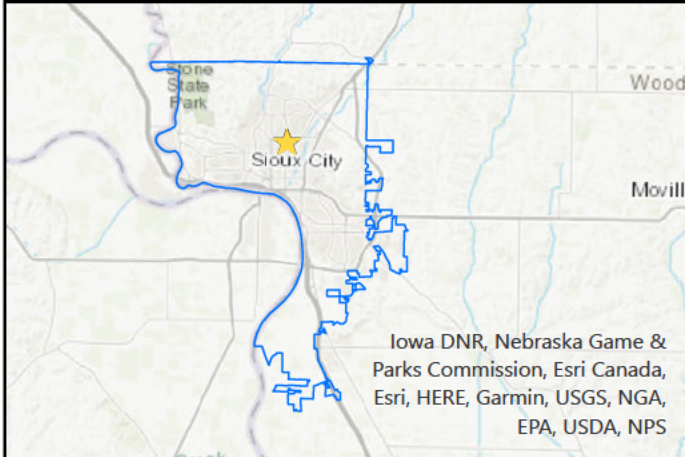 Stone
State
Park
Wood
Sioux City
Movill
Iowa DNR, Nebraska Game &
Parks Commission, Esri Canada,
Esri, HERE, Garmin, USGS, NGA,
EPA, USDA, NPS